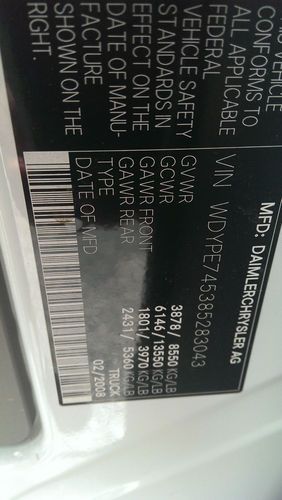 MFD: DAIMLERCHRYSLER AG
VIN WDYPE745385283043
GVWR 3878/ 8550 KG/LB
GCWR 6146/13550 KG/LB
GAWR FRONT 1801/ 3970 KG/LB
GAWR REAR 2431/ 5360 KG/LB
TYPE TRUCK
DATE OF MFD 02/2008
VEHICLE
CONFORMS TO
ALL APPLICABLE
FEDERAL
VEHICLE SAFETY
STANDARDS IN
EFFECT ON THE
DATE OF MANU-
FACTURE
SHOWN ON THE
RIGHT.